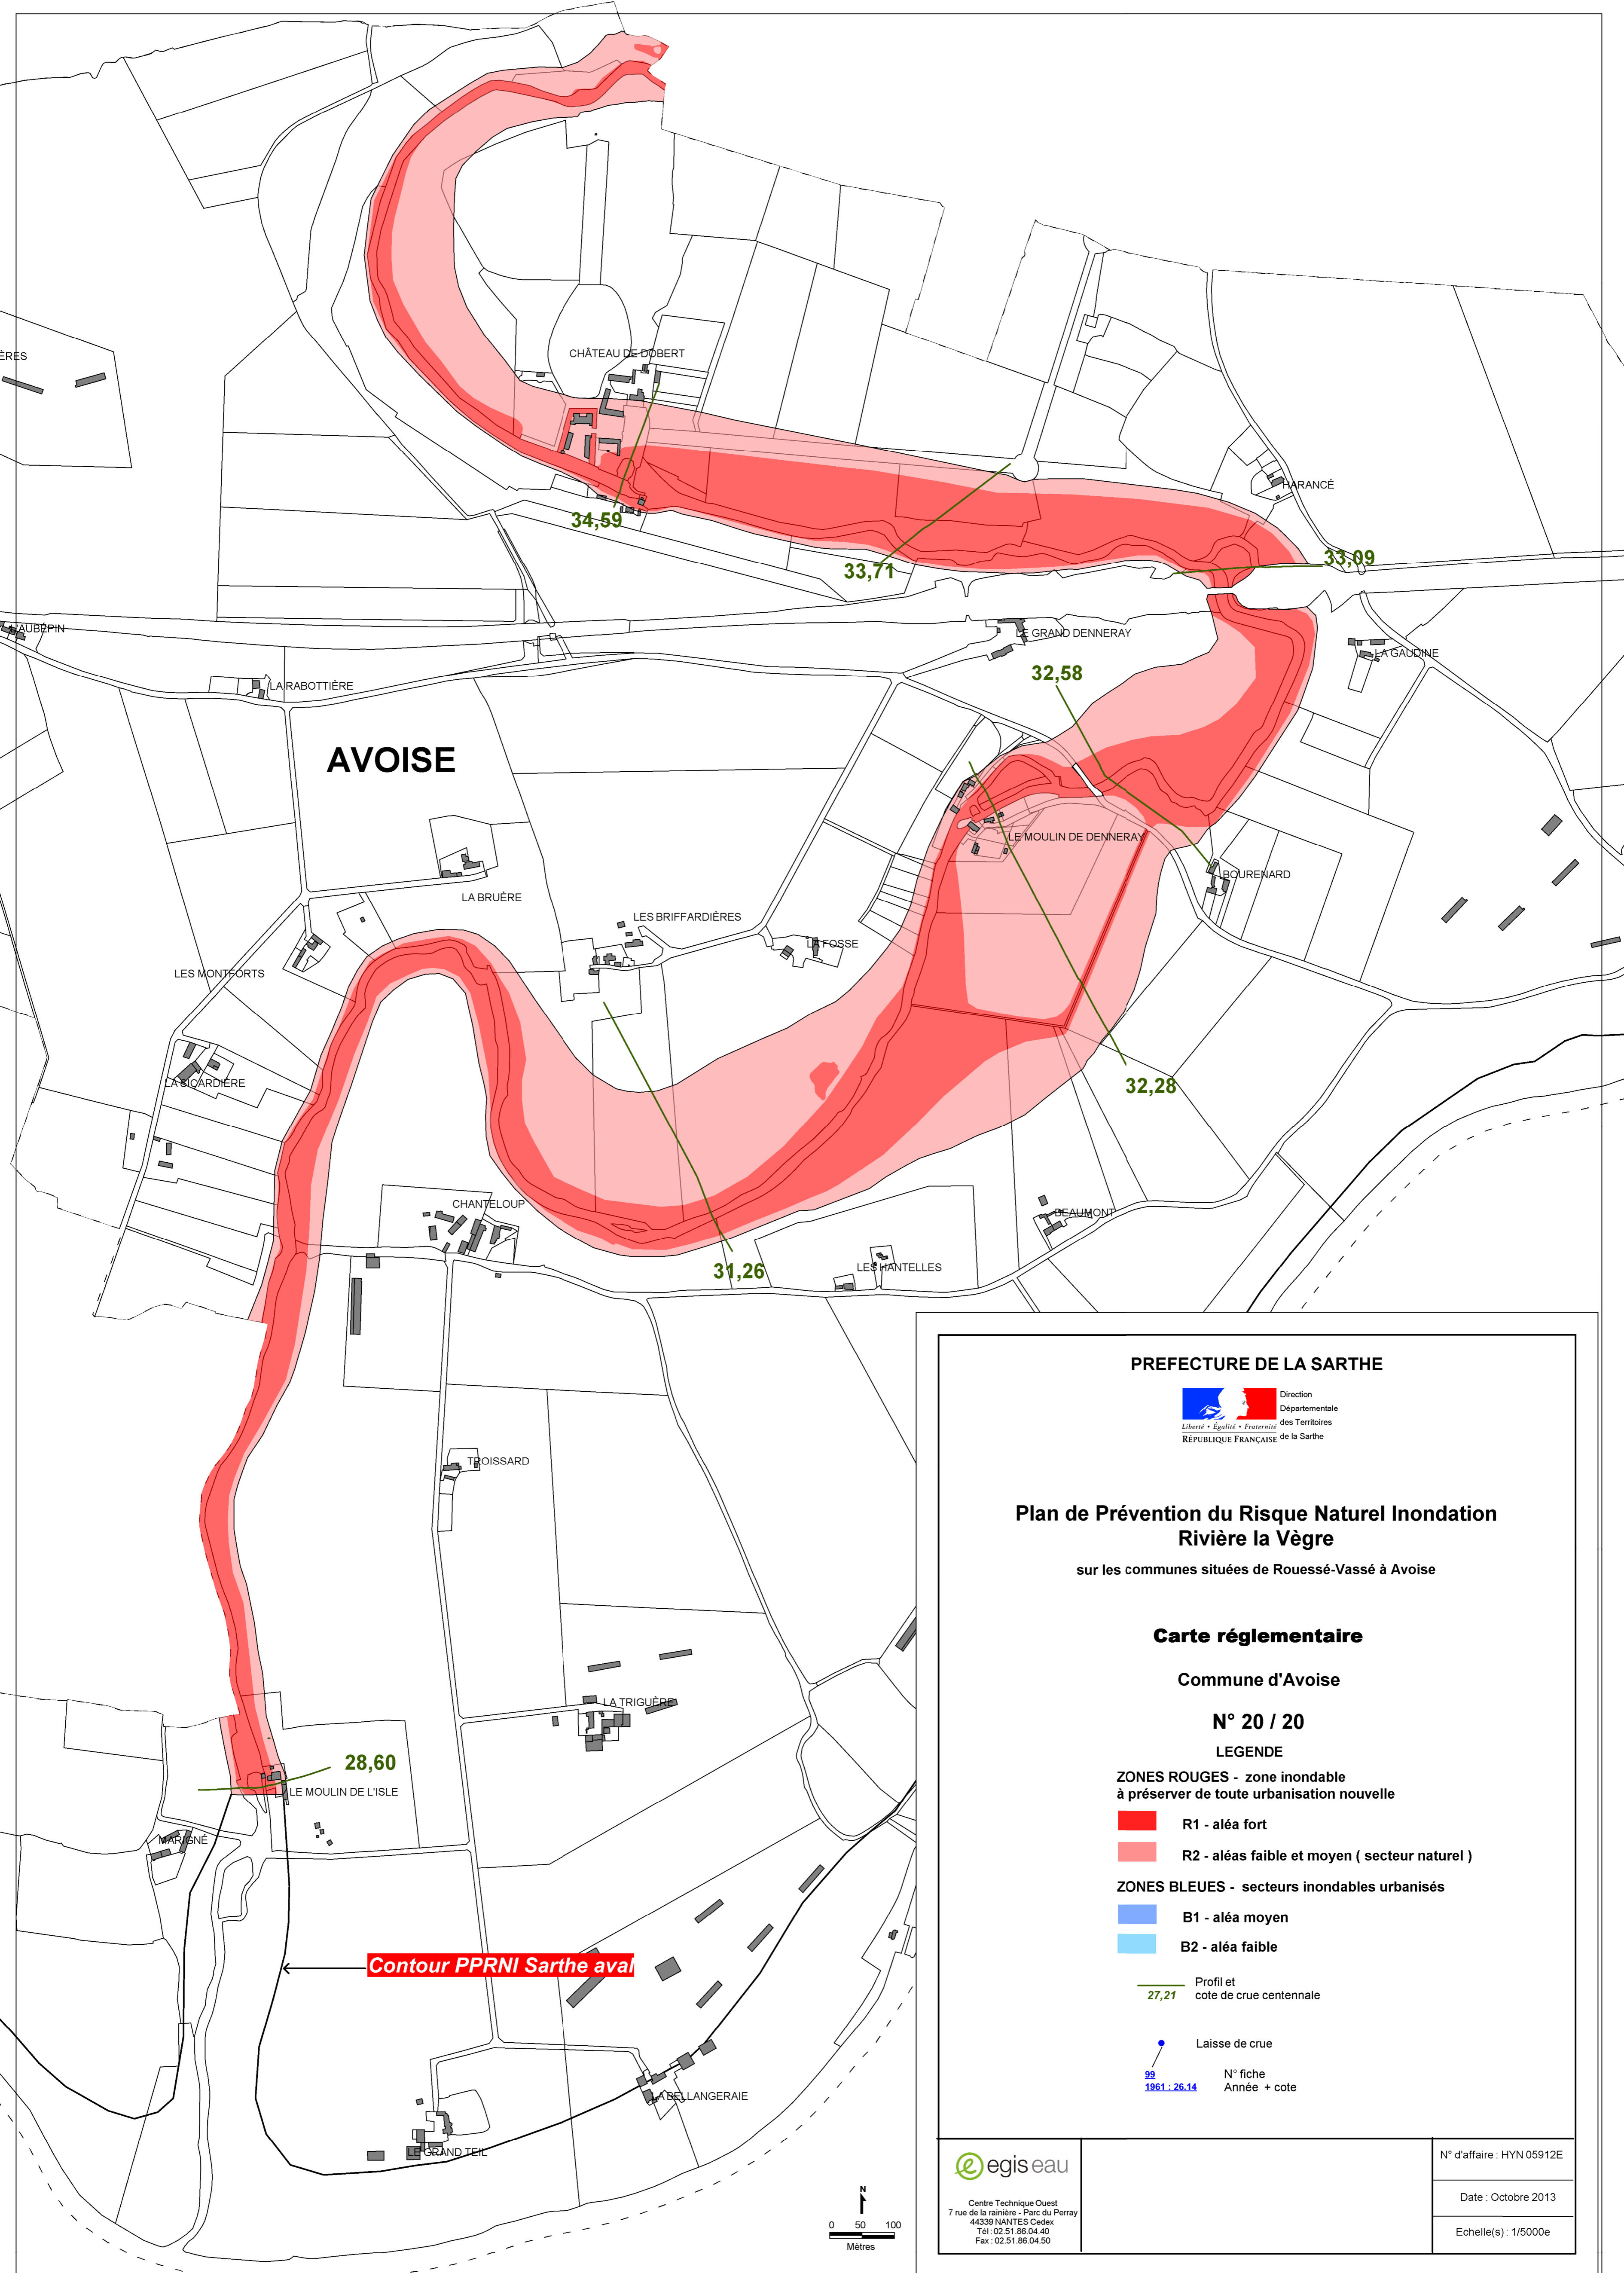 ÈRES
CHÂTEAU DE DOBERT
34,59
HARANCÉ
33,71
33,09
L'AUBÉPIN
LE GRAND DENNERAY
LA GAUDINE
LA RABOTTIÈRE
32,58
AVOISE
LE MOULIN DE DENNERAY
BOURENARD
LA BRUÈRE
LES BRIFFARDIÈRES
LA FOSSE
LES MONTFORTS
LA SICARDIÈRE
32,28
CHANTELOUP
BEAUMONT
31,26
LES HANTELLES
TROISSARD
LA TRIGUÈRE
28,60
LE MOULIN DE L'ISLE
MARIGNÉ
Contour PPRNI Sarthe aval
LA BELLANGERAIE
LE GRAND TEIL
N
0 50 100
Mètres
PREFECTURE DE LA SARTHE
Liberté • Égalité • Fraternité
RÉPUBLIQUE FRANÇAISE
Direction
Départementale
des Territoires
de la Sarthe
Plan de Prévention du Risque Naturel Inondation
Rivière la Vègre
sur les communes situées de Rouessé-Vassé à Avoise
Carte réglementaire
Commune d'Avoise
N° 20 / 20
LEGENDE
ZONES ROUGES - zone inondable
à préserver de toute urbanisation nouvelle
R1 - aléa fort
R2 - aléas faible et moyen ( secteur naturel )
ZONES BLEUES - secteurs inondables urbanisés
B1 - aléa moyen
B2 - aléa faible
Profil et
27,21 cote de crue centennale
Laisse de crue
99 N° fiche
1961 : 26.14 Année + cote
egis eau
Centre Technique Ouest
7 rue de la rainière - Parc du Perray
44339 NANTES Cedex
Tél : 02.51.86.04.40
Fax : 02.51.86.04.50
N° d'affaire : HYN 05912E
Date : Octobre 2013
Echelle(s) : 1/5000e